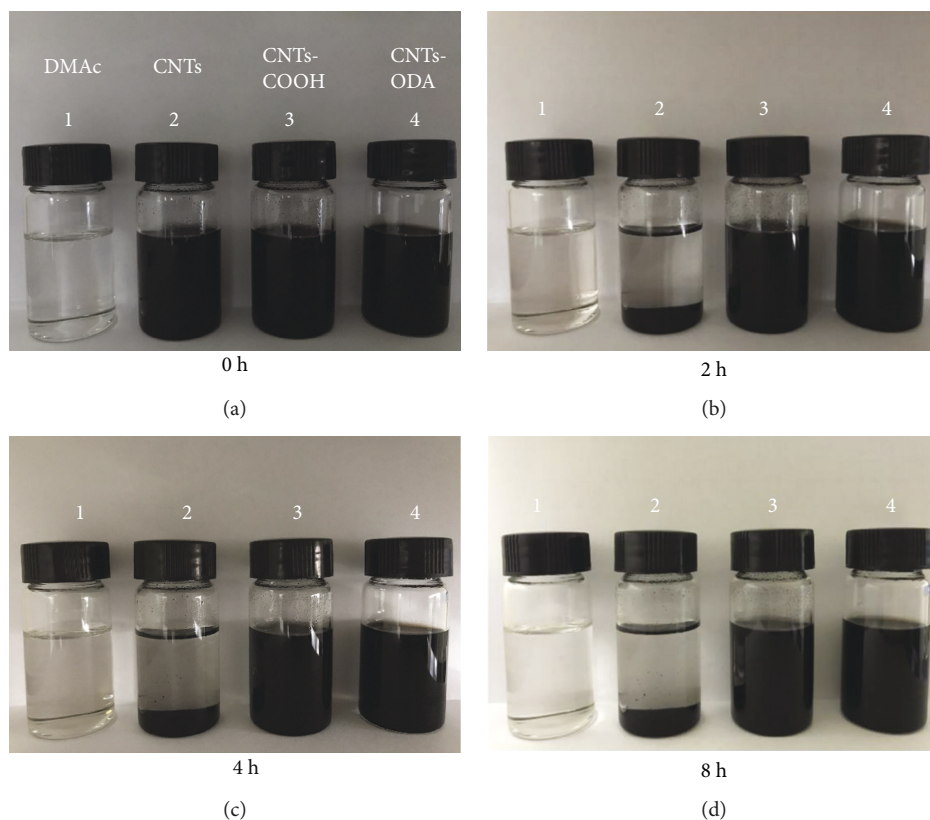 DMAc CNTs CNTs-COOH CNTs-ODA
1 2 3 4
0 h
(a)
1 2 3 4
2 h
(b)
1 2 3 4
4 h
(c)
1 2 3 4
8 h
(d)